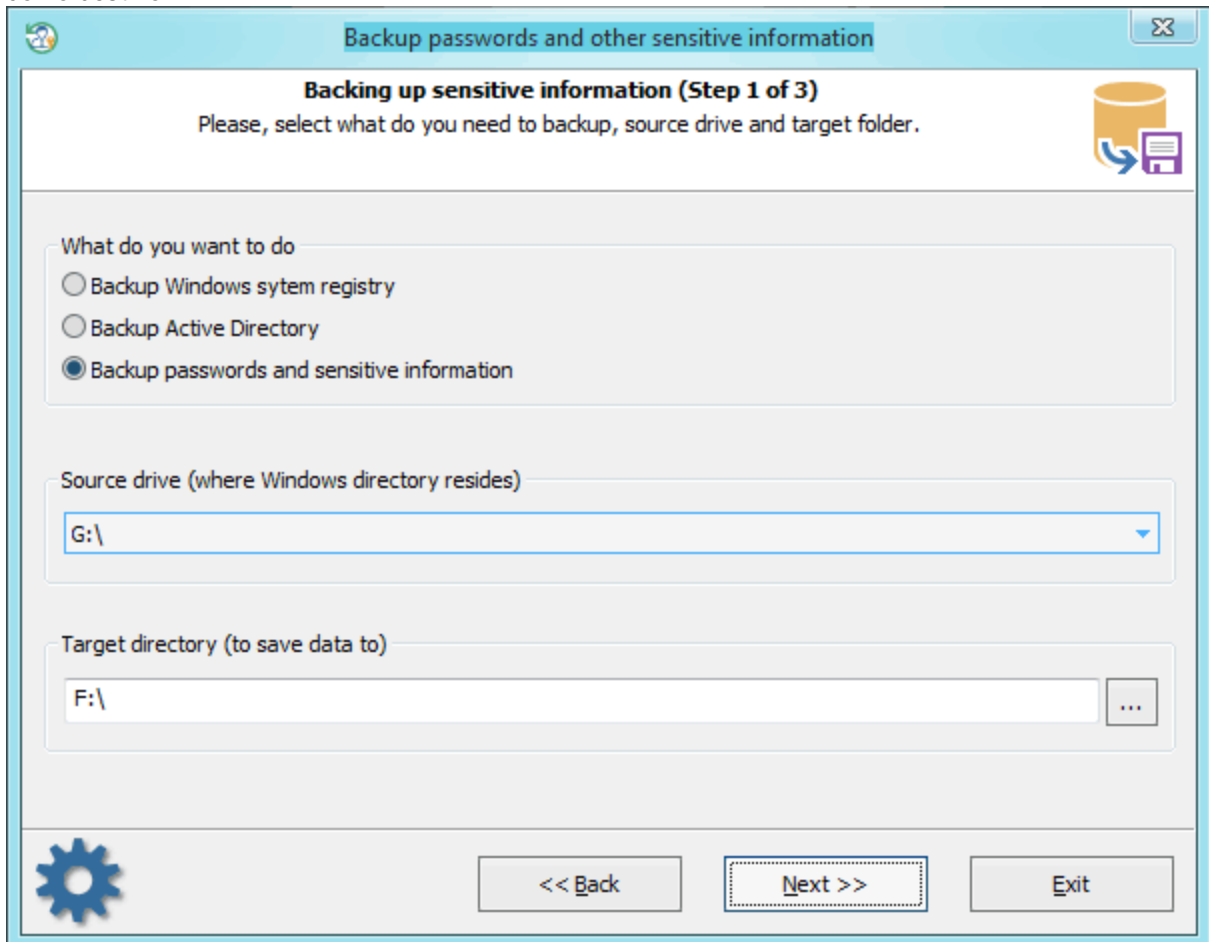 Backup passwords and other sensitive information
Backing up sensitive information (Step 1 of 3)
Please, select what do you need to backup, source drive and target folder.
What do you want to do
Backup Windows sytem registry
Backup Active Directory
Backup passwords and sensitive information
Source drive (where Windows directory resides)
G:\
Target directory (to save data to)
F:\
...
<< Back
Next >>
Exit